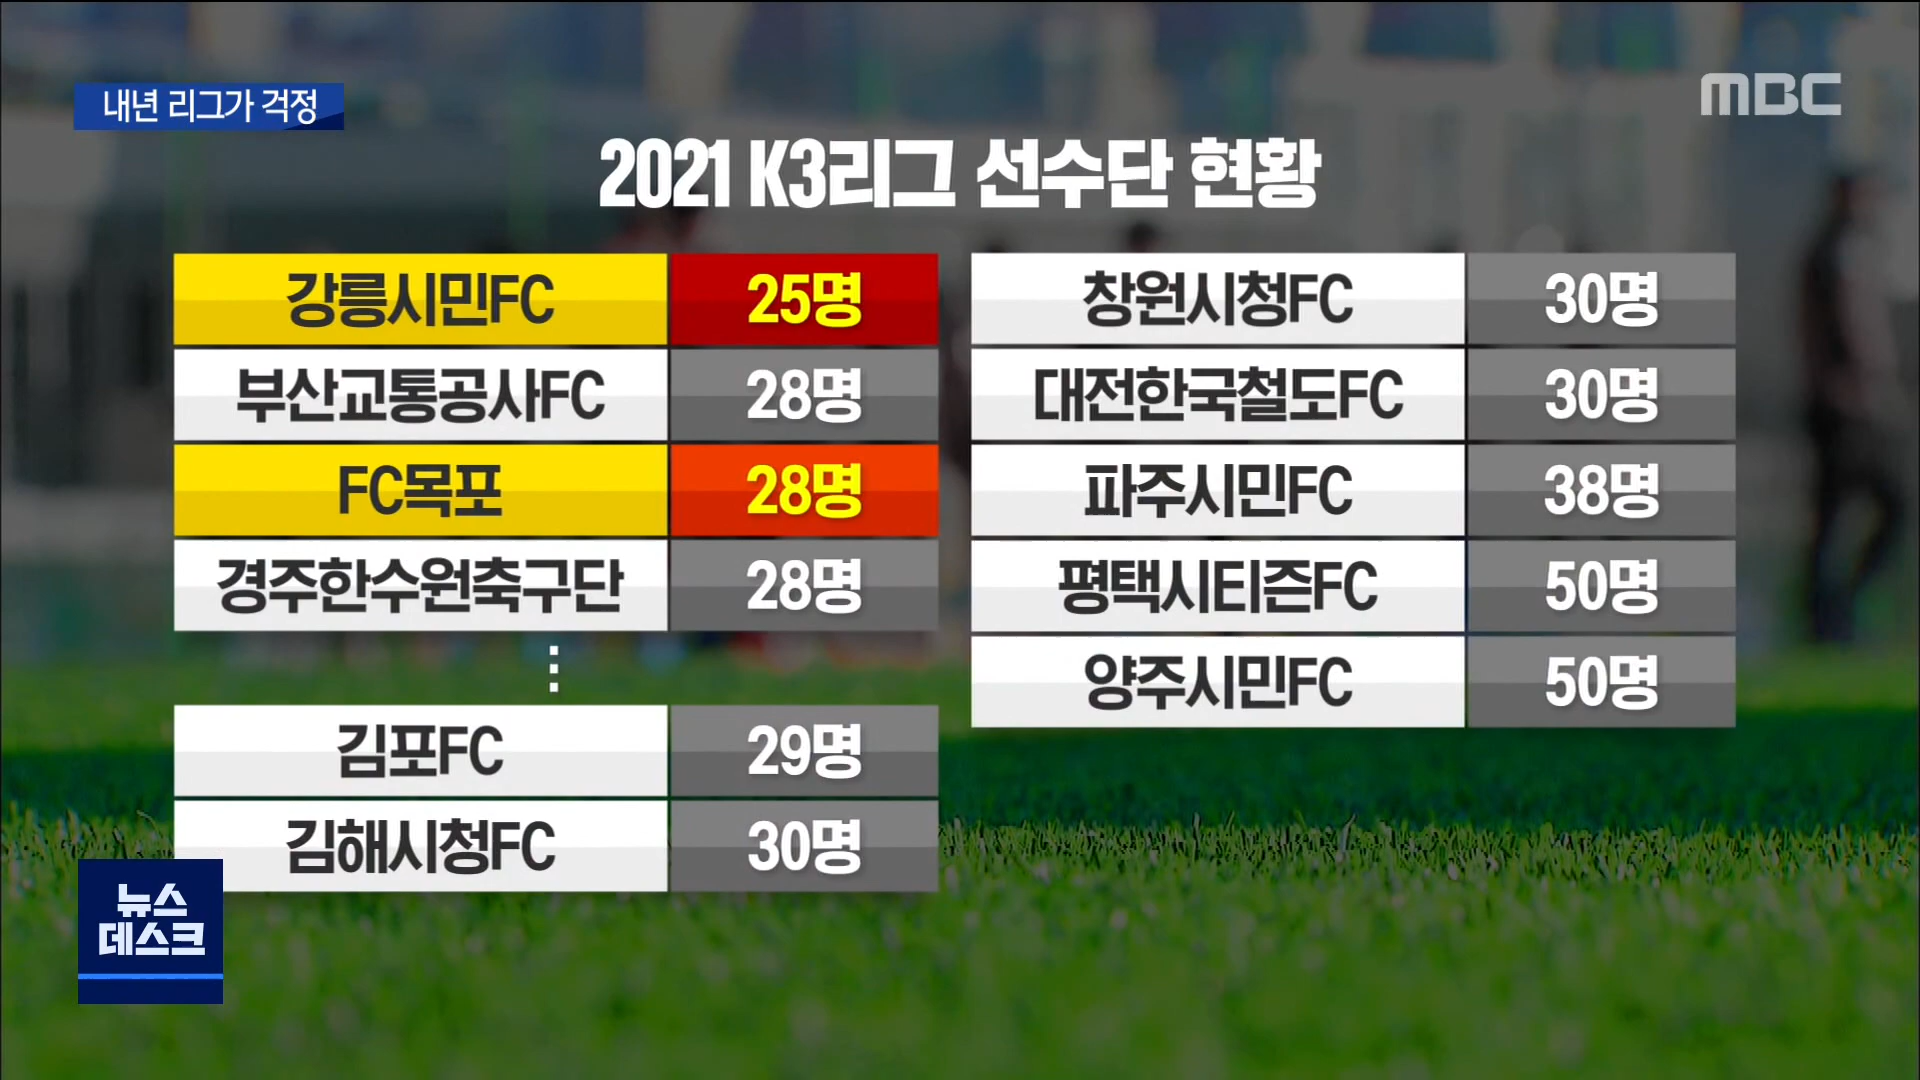 내년 리그가 걱정
MBC
2021 K3리그 선수단 현황
강릉시민FC 25명
부산교통공사FC 28명
FC목포 28명
경주한수원축구단 28명
⋮
김포FC 29명
김해시청FC 30명
창원시청FC 30명
대전한국철도FC 30명
파주시민FC 38명
평택시티즌FC 50명
양주시민FC 50명
뉴스
데스크